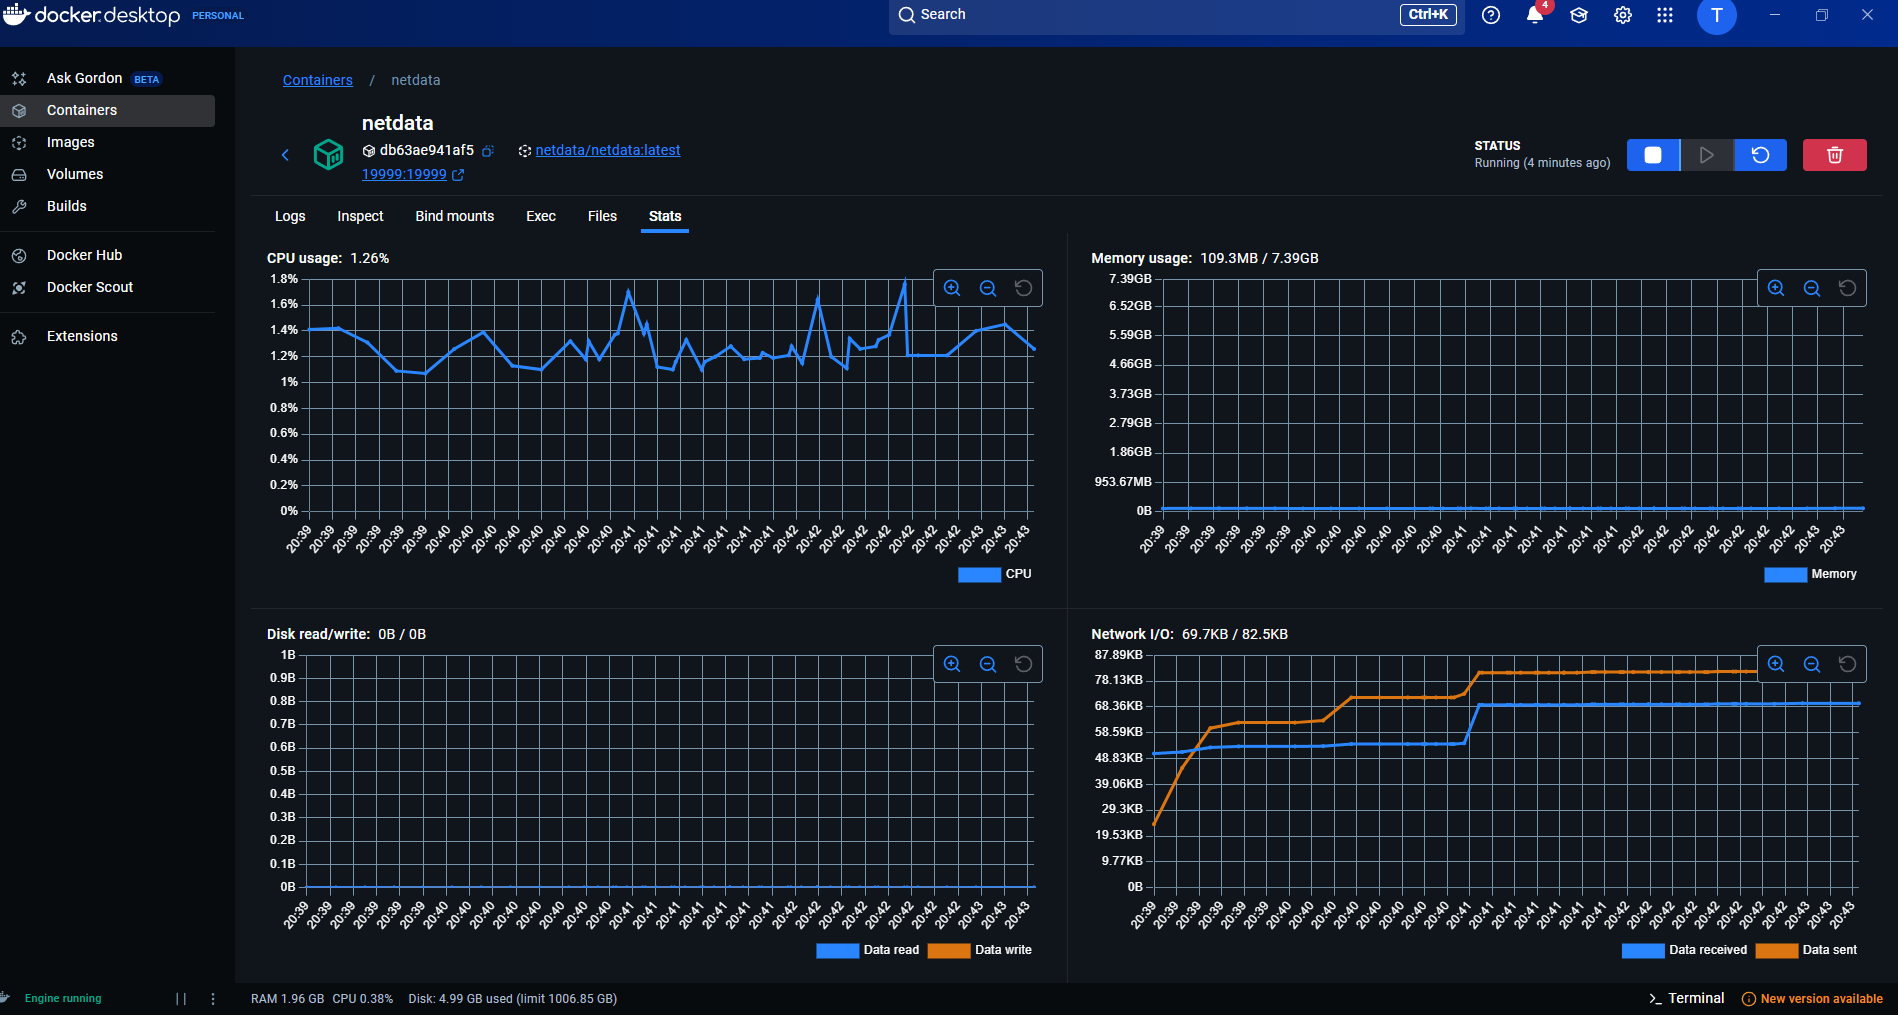 docker.desktop PERSONAL
Search
Ctrl+K
4
T
Ask Gordon BETA
Containers
Images
Volumes
Builds
Docker Hub
Docker Scout
Extensions
Containers / netdata
netdata
db63ae941af5 netdata/netdata:latest
19999:19999
STATUS
Running (4 minutes ago)
Logs Inspect Bind mounts Exec Files Stats
CPU usage: 1.26%
1.8%
1.6%
1.4%
1.2%
1%
0.8%
0.6%
0.4%
0.2%
0%
20:39 20:39 20:39 20:39 20:39 20:39 20:40 20:40 20:40 20:40 20:40 20:40 20:40 20:40 20:41 20:41 20:41 20:41 20:41 20:41 20:41 20:42 20:42 20:42 20:42 20:42 20:42 20:42 20:42 20:43 20:43 20:43
CPU
Memory usage: 109.3MB / 7.39GB
7.39GB
6.52GB
5.59GB
4.66GB
3.73GB
2.79GB
1.86GB
953.67MB
0B
20:39 20:39 20:39 20:39 20:39 20:39 20:40 20:40 20:40 20:40 20:40 20:40 20:41 20:41 20:41 20:41 20:41 20:41 20:41 20:42 20:42 20:42 20:42 20:42 20:42 20:42 20:43 20:43
Memory
Disk read/write: 0B / 0B
1B
0.9B
0.8B
0.7B
0.6B
0.5B
0.4B
0.3B
0.2B
0.1B
0B
20:39 20:39 20:39 20:39 20:39 20:39 20:40 20:40 20:40 20:40 20:40 20:40 20:40 20:40 20:41 20:41 20:41 20:41 20:41 20:41 20:41 20:42 20:42 20:42 20:42 20:42 20:42 20:42 20:42 20:43 20:43 20:43
Data read Data write
Network I/O: 69.7KB / 82.5KB
87.89KB
78.13KB
68.36KB
58.59KB
48.83KB
39.06KB
29.3KB
19.53KB
9.77KB
0B
20:39 20:39 20:39 20:39 20:39 20:39 20:40 20:40 20:40 20:40 20:40 20:40 20:40 20:40 20:41 20:41 20:41 20:41 20:41 20:41 20:41 20:42 20:42 20:42 20:42 20:42 20:42 20:42 20:43 20:43 20:43 20:43
Data received Data sent
Engine running
RAM 1.96 GB CPU 0.38% Disk: 4.99 GB used (limit 1006.85 GB)
Terminal
New version available